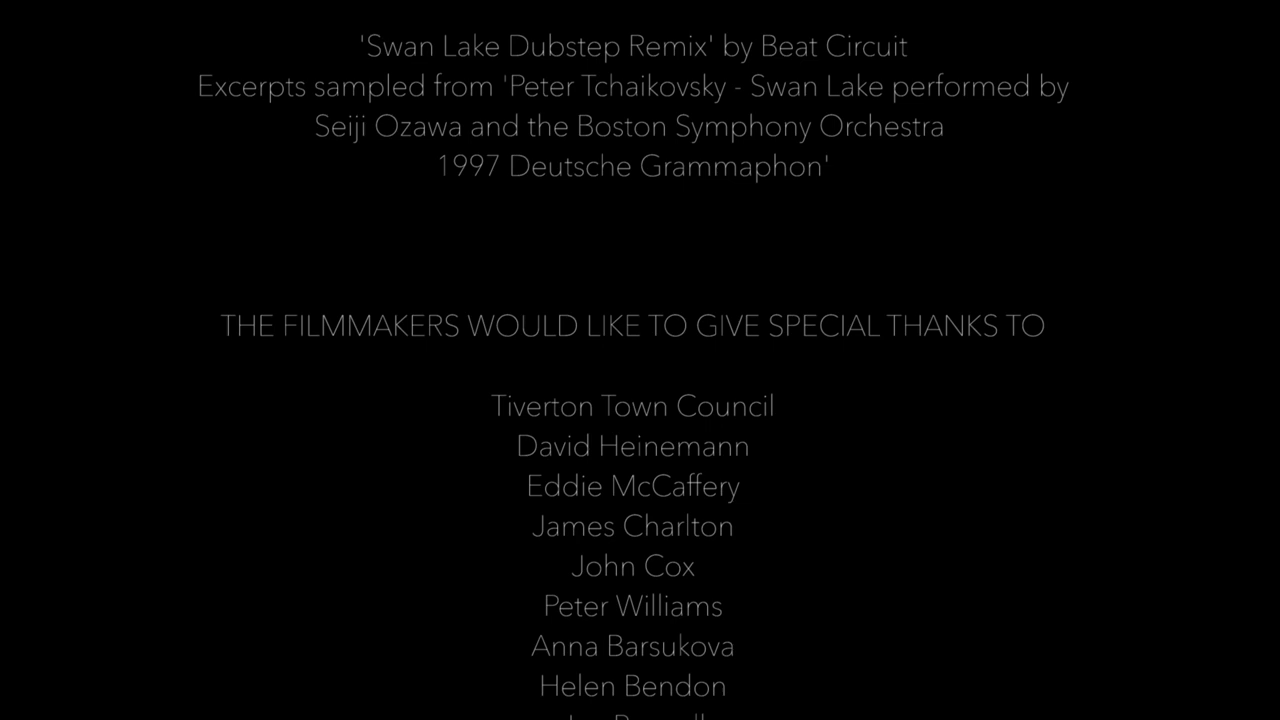 'Swan Lake Dubstep Remix' by Beat Circuit
Excerpts sampled from 'Peter Tchaikovsky - Swan Lake performed by
Seiji Ozawa and the Boston Symphony Orchestra
1997 Deutsche Grammaphon'
THE FILMMAKERS WOULD LIKE TO GIVE SPECIAL THANKS TO
Tiverton Town Council
David Heinemann
Eddie McCaffery
James Charlton
John Cox
Peter Williams
Anna Barsukova
Helen Bendon